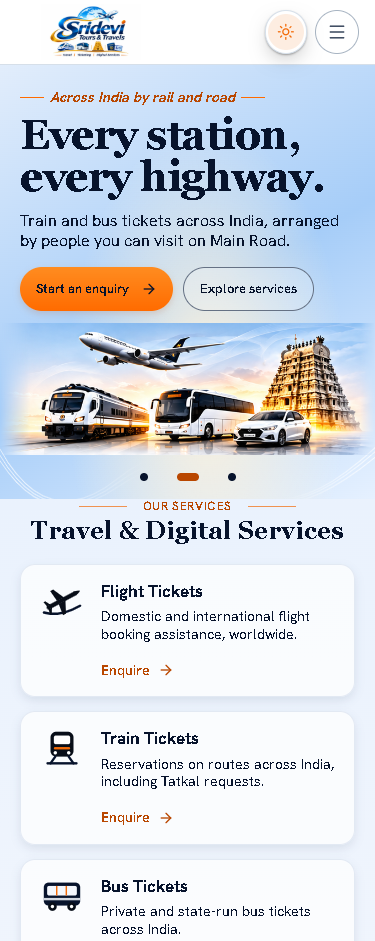 Sridevi
Tours & Travels
Across India by rail and road
Every station,
every highway.
Train and bus tickets across India, arranged
by people you can visit on Main Road.
Start an enquiry
Explore services
OUR SERVICES
Travel & Digital Services
Flight Tickets
Domestic and international flight
booking assistance, worldwide.
Enquire
Train Tickets
Reservations on routes across India,
including Tatkal requests.
Enquire
Bus Tickets
Private and state-run bus tickets
across India.